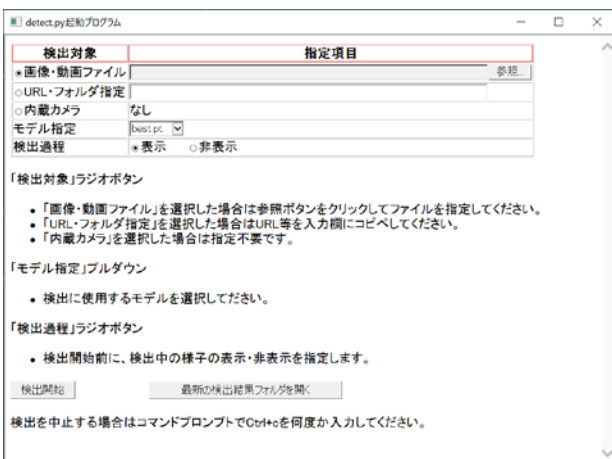 detect.py起動プログラム
検出対象 指定項目
画像・動画ファイル 参照...
URL・フォルダ指定
内蔵カメラ なし
モデル指定 best.pt
検出過程 表示 非表示
「検出対象」ラジオボタン
• 「画像・動画ファイル」を選択した場合は参照ボタンをクリックしてファイルを指定してください。
• 「URL・フォルダ指定」を選択した場合はURL等を入力欄にコピペしてください。
• 「内蔵カメラ」を選択した場合は指定不要です。
「モデル指定」プルダウン
• 検出に使用するモデルを選択してださい。
「検出過程」ラジオボタン
• 検出開始前に、検出中の様子の表示・非表示を指定します。
検出開始 最新の検出結果フォルダを開く
検出を中止する場合はコマンドプロンプトでCtrl+cを何度か入力してください。